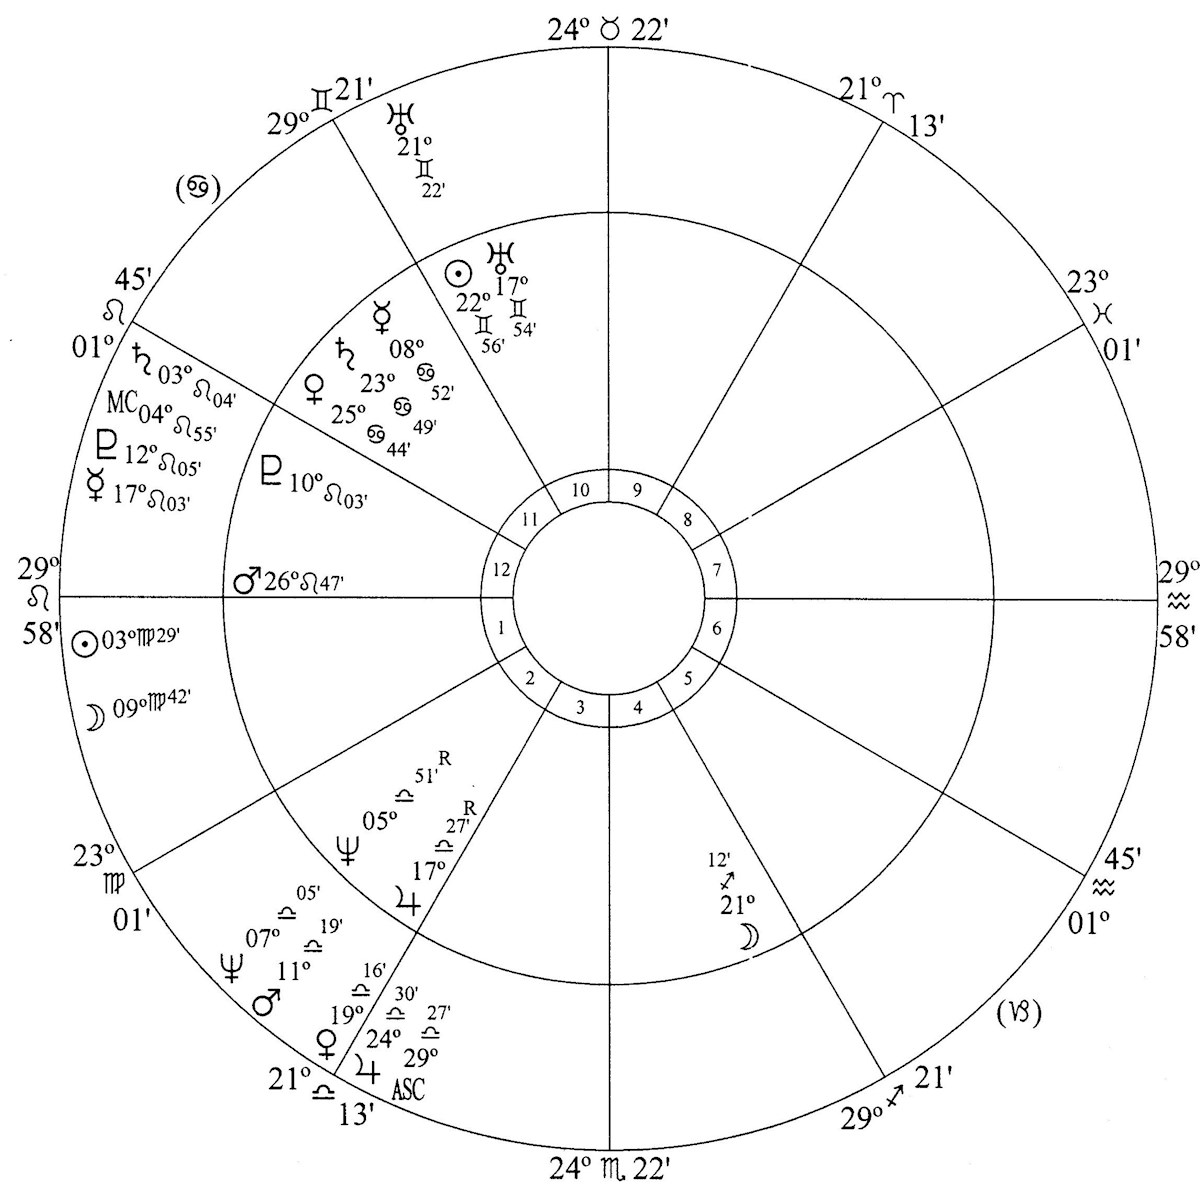 24° ♉ 22'
21° ♈ 13'
29° ♊ 21'
♅ 21° ♊ 22'
(♋)
☉ 22° ♊ 56'
♅ 17° ♊ 54'
23° ♓ 01'
45' ♌ 01°
☿ 08° ♋ 52'
♄ 23° ♋ 49'
♀ 25° ♋ 44'
♄ 03° ♌ 04'
MC 04° ♌ 55'
♇ 12° ♌ 05'
☿ 17° ♌ 03'
♇ 10° ♌ 03'
10 9
11 8
12 7
29° ♌ 58'
♂ 26° ♌ 47'
29° ♒ 58'
☉ 03° ♍ 29'
1 6
2 5
3 4
☽ 09° ♍ 42'
♆ 05° ♎ 51' R
♃ 17° ♎ 27' R
12' ♐ 21° ☽
23° ♍ 01'
45' ♒ 01°
♆ 07° ♎ 05'
♂ 11° ♎ 19'
♀ 19° ♎ 16'
♃ 24° ♎ 30'
ASC 29° ♎ 27'
(♑)
21° ♎ 13'
29° ♐ 21'
24° ♏ 22'